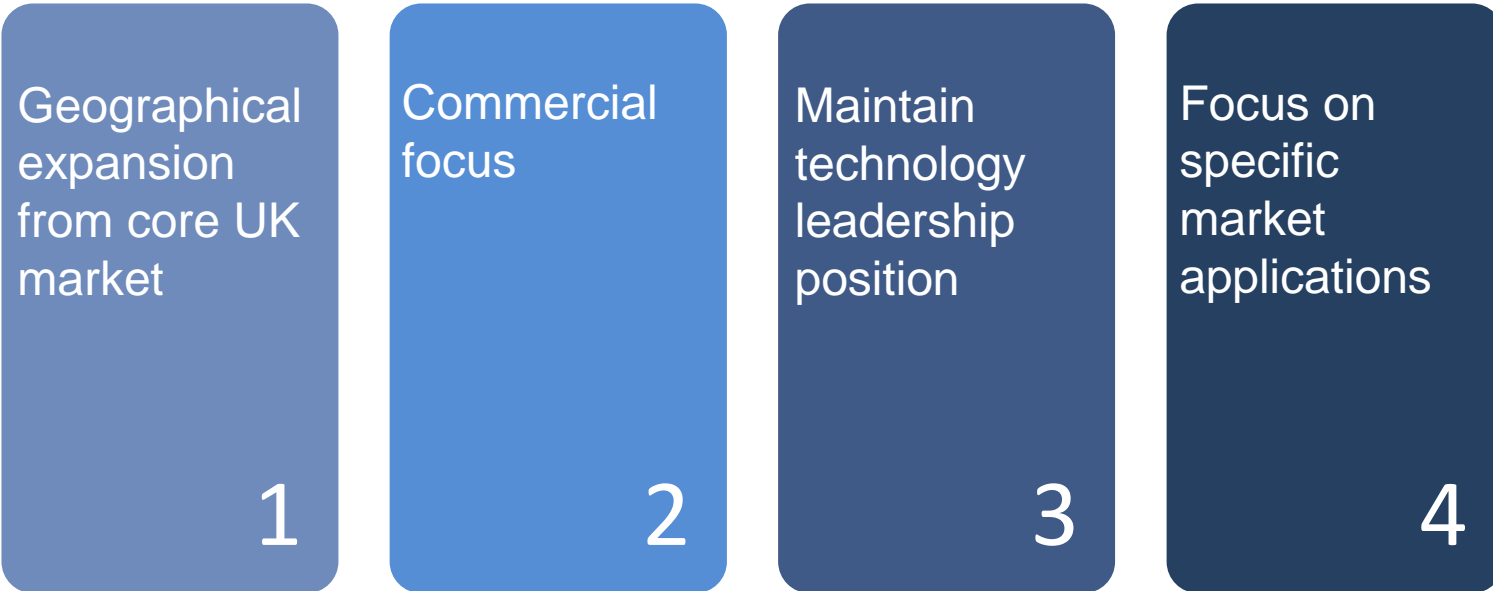 Geographical
expansion
from core UK
market
1
Commercial
focus
2
Maintain
technology
leadership
position
3
Focus on
specific
market
applications
4